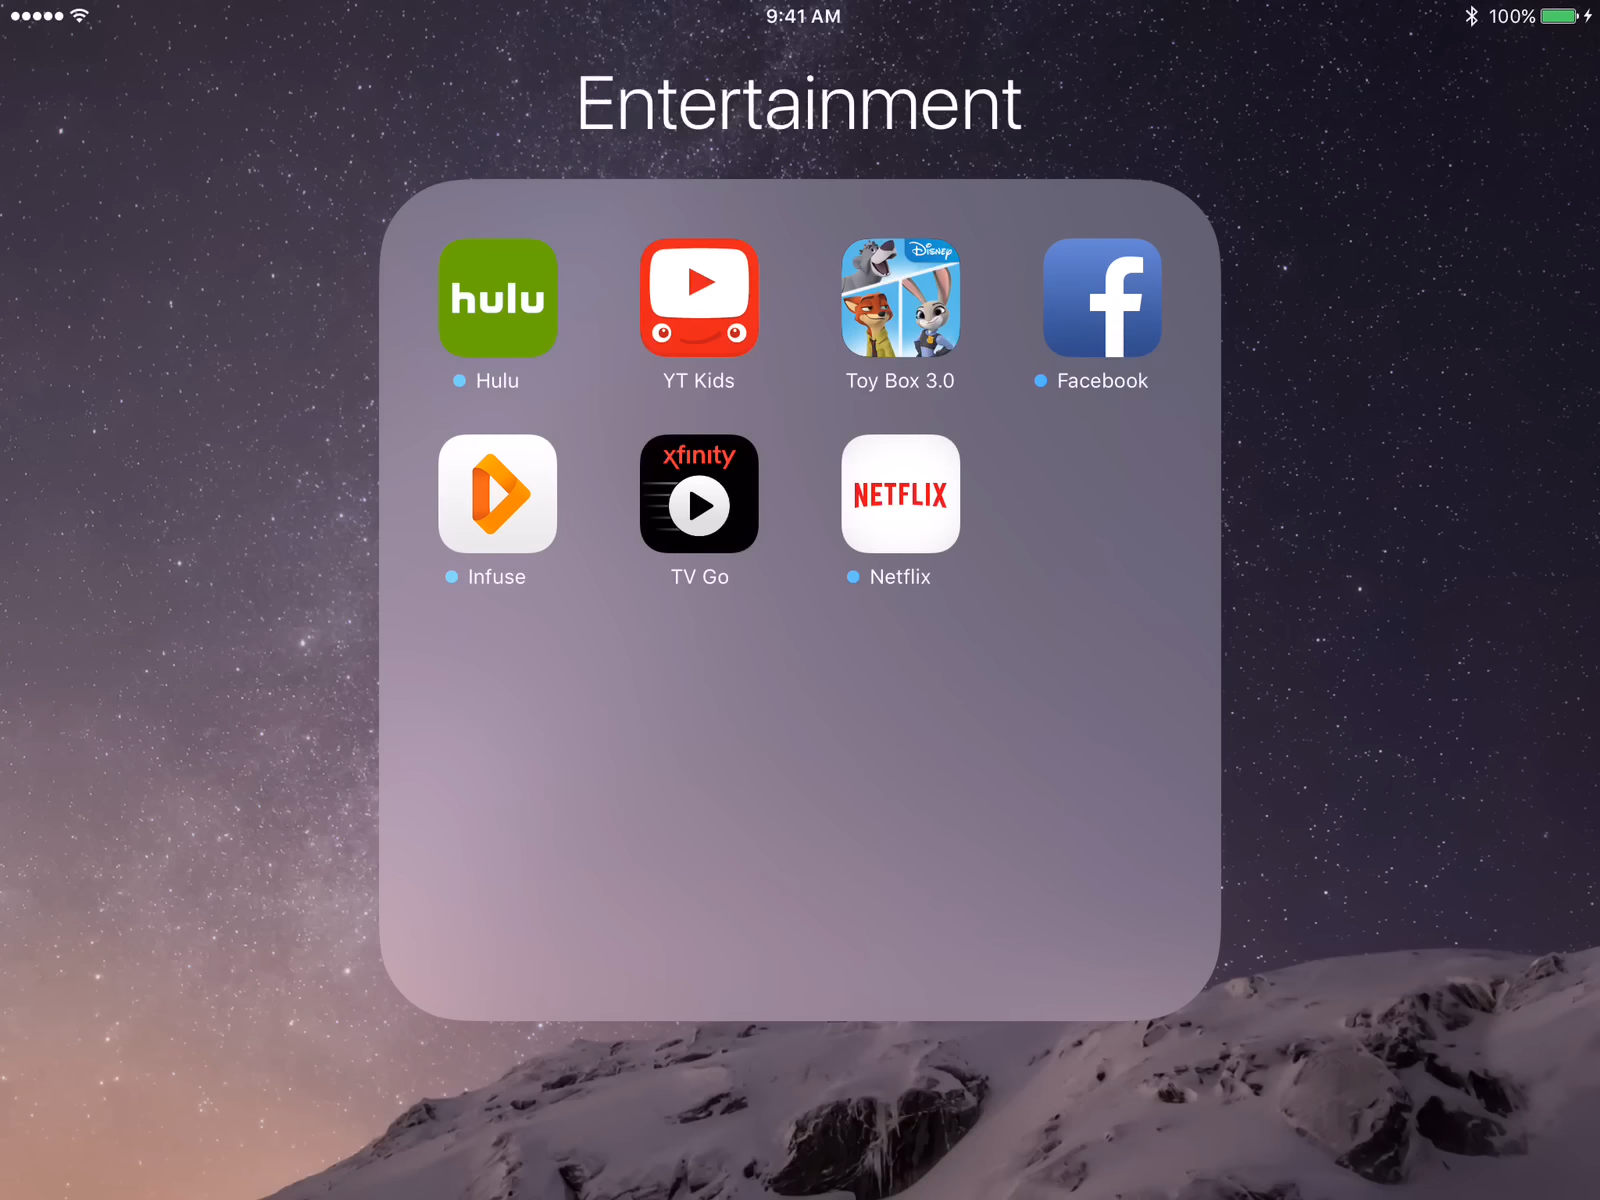 9:41 AM
100%
Entertainment
hulu
Disney
Hulu
YT Kids
Toy Box 3.0
Facebook
xfinity
NETFLIX
Infuse
TV Go
Netflix